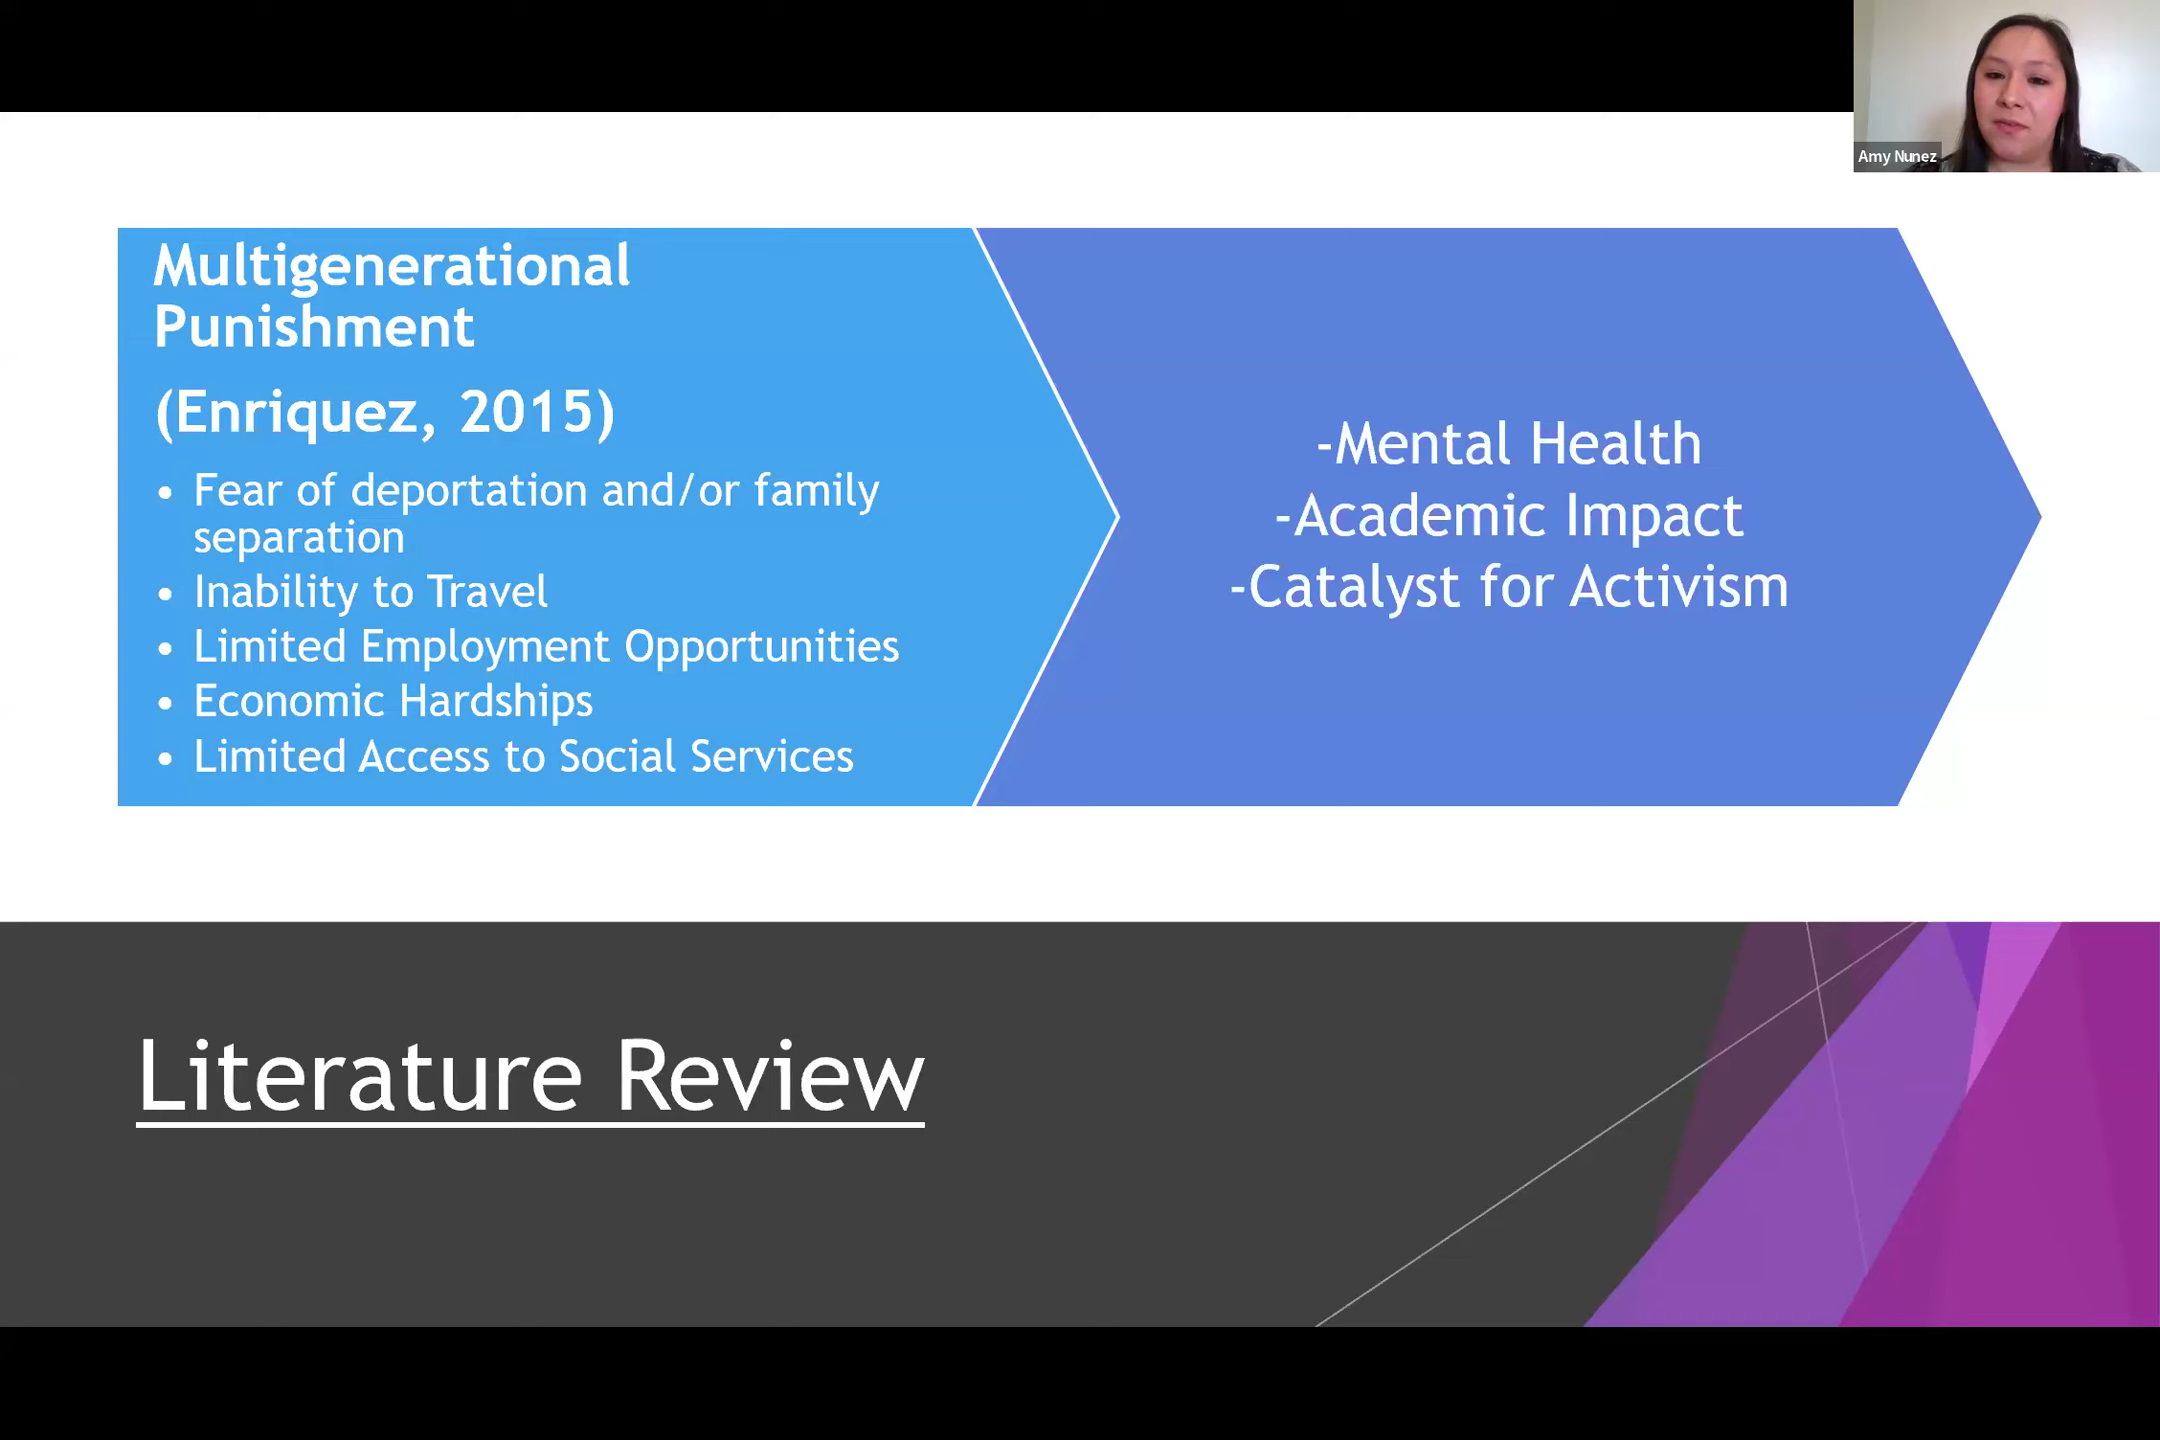 Amy Nunez
Multigenerational
Punishment
(Enriquez, 2015)
• Fear of deportation and/or family
separation
• Inability to Travel
• Limited Employment Opportunities
• Economic Hardships
• Limited Access to Social Services
-Mental Health
-Academic Impact
-Catalyst for Activism
Literature Review